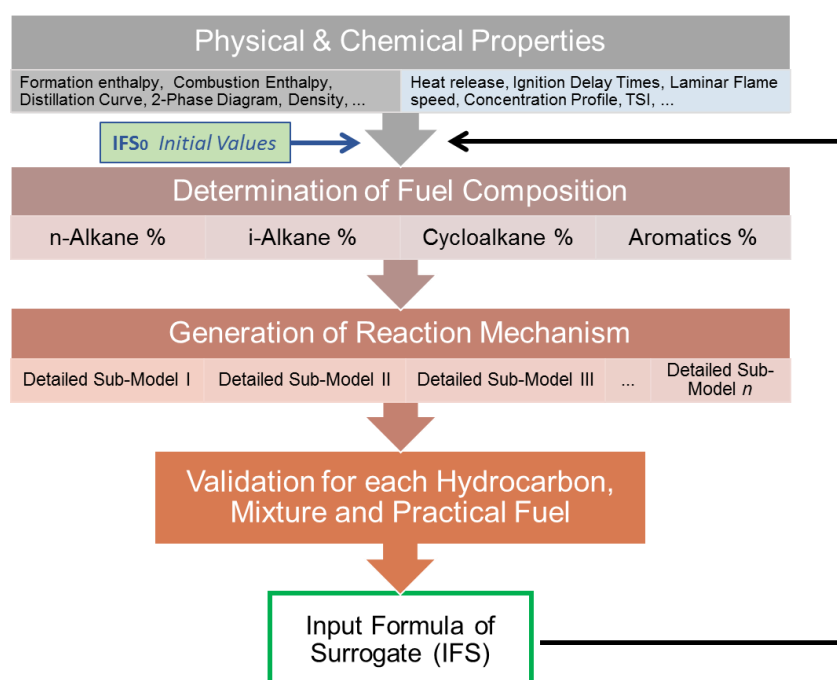 Physical & Chemical Properties
Formation enthalpy, Combustion Enthalpy,
Distillation Curve, 2-Phase Diagram, Density, ...
Heat release, Ignition Delay Times, Laminar Flame
speed, Concentration Profile, TSI, ...
IFS0 Initial Values
Determination of Fuel Composition
n-Alkane %
i-Alkane %
Cycloalkane %
Aromatics %
Generation of Reaction Mechanism
Detailed Sub-Model I
Detailed Sub-Model II
Detailed Sub-Model III
...
Detailed Sub-
Model n
Validation for each Hydrocarbon,
Mixture and Practical Fuel
Input Formula of
Surrogate (IFS)